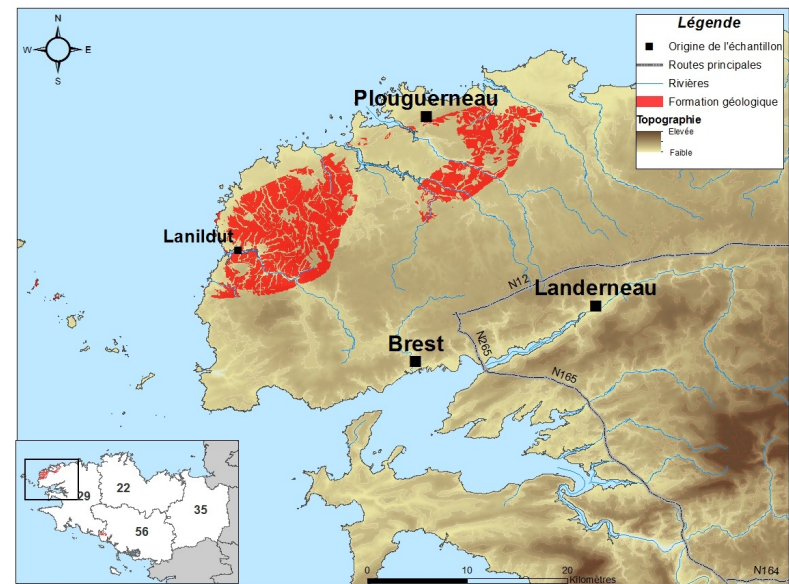 N
W
E
S
Légende
Origine de l'échantillon
Routes principales
Rivières
Formation géologique
Topographie
Elevée
Faible
Plouguerneau
Lanildut
N12
Landerneau
Brest
N265
N165
29
22
35
56
0
10
20
Kilomètres
N164